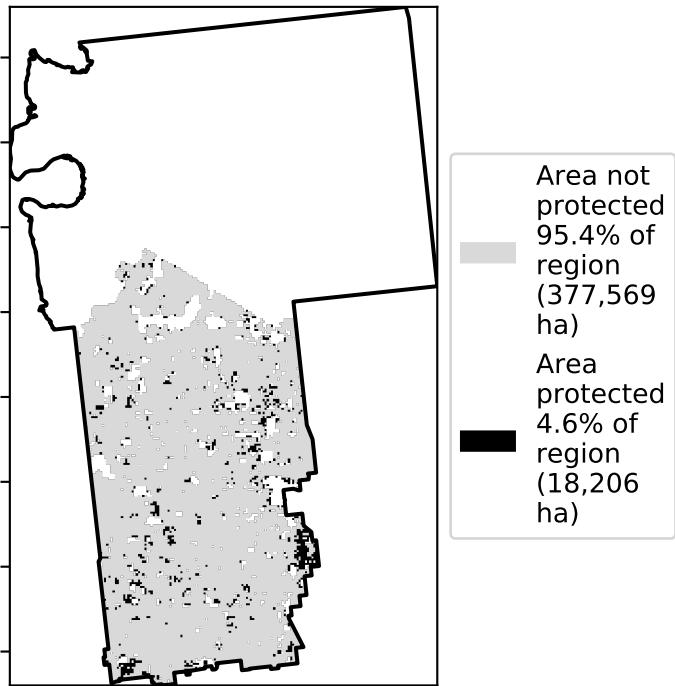 Area not
protected
95.4% of
region
(377,569
ha)
Area
protected
4.6% of
region
(18,206
ha)